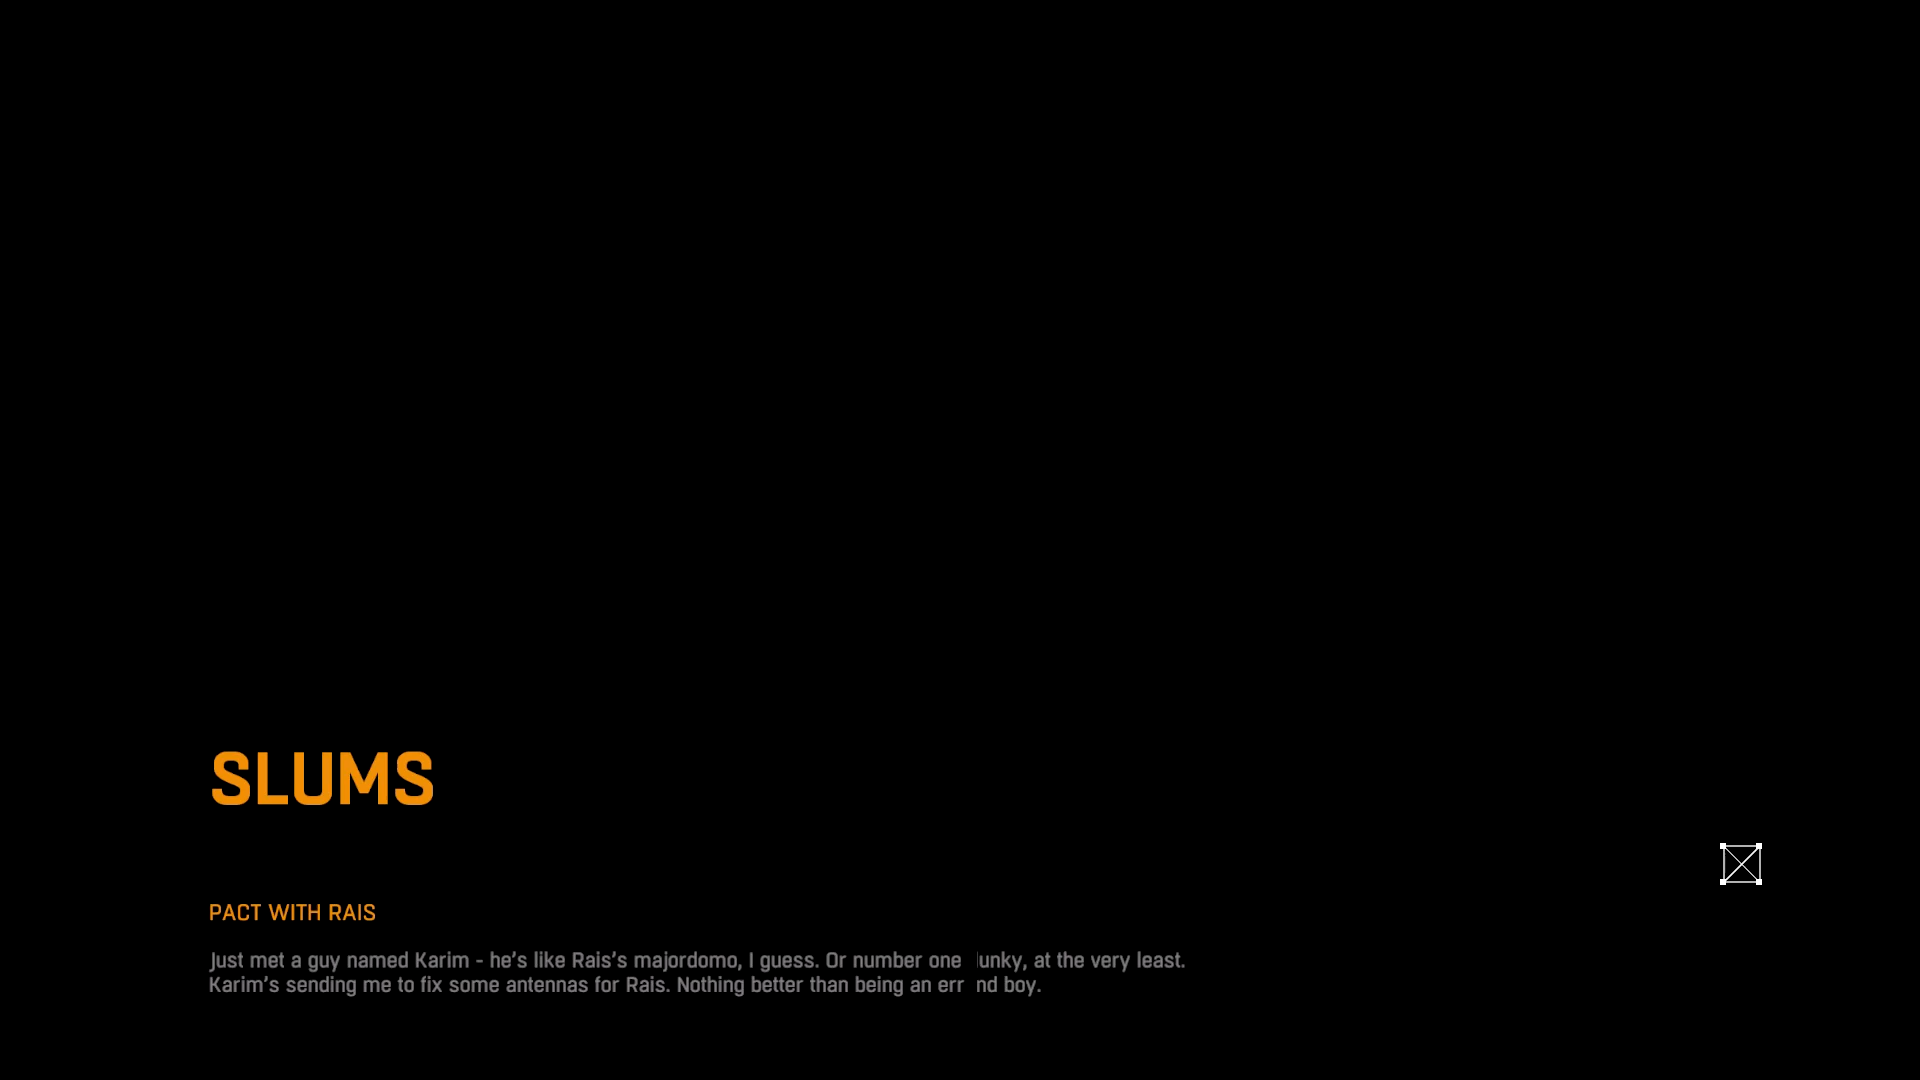 SLUMS
PACT WITH RAIS
Just met a guy named Karim - he's like Rais's majordomo, I guess. Or number one lunky, at the very least.
Karim's sending me to fix some antennas for Rais. Nothing better than being an err nd boy.